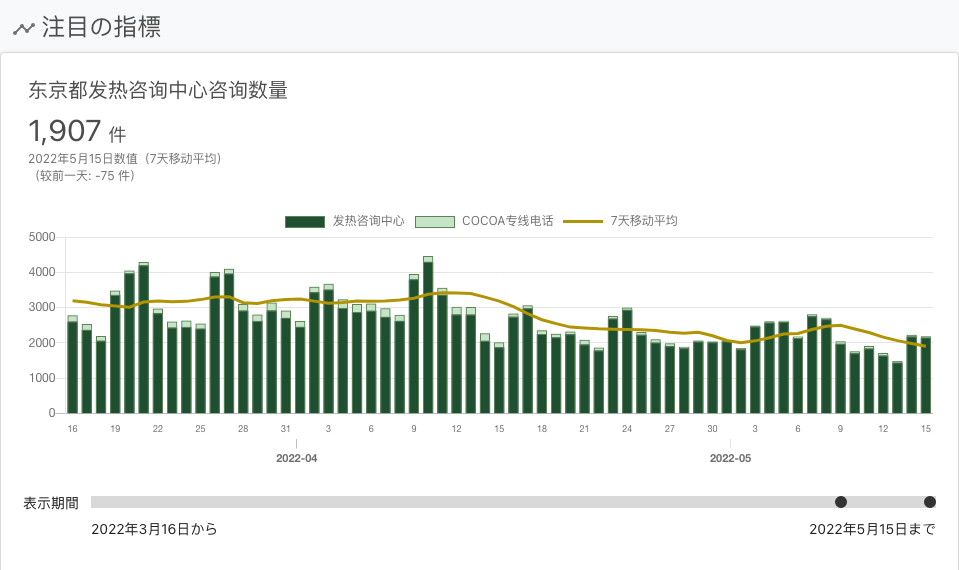 注目の指標
东京都发热咨询中心咨询数量
1,907 件
2022年5月15日数值（7天移动平均）
（较前一天: -75 件）
发热咨询中心 COCOA专线电话 7天移动平均
5000
4000
3000
2000
1000
0
16 19 22 25 28 31 3 6 9 12 15 18 21 24 27 30 3 6 9 12 15
2022-04 2022-05
表示期間
2022年3月16日から 2022年5月15日まで